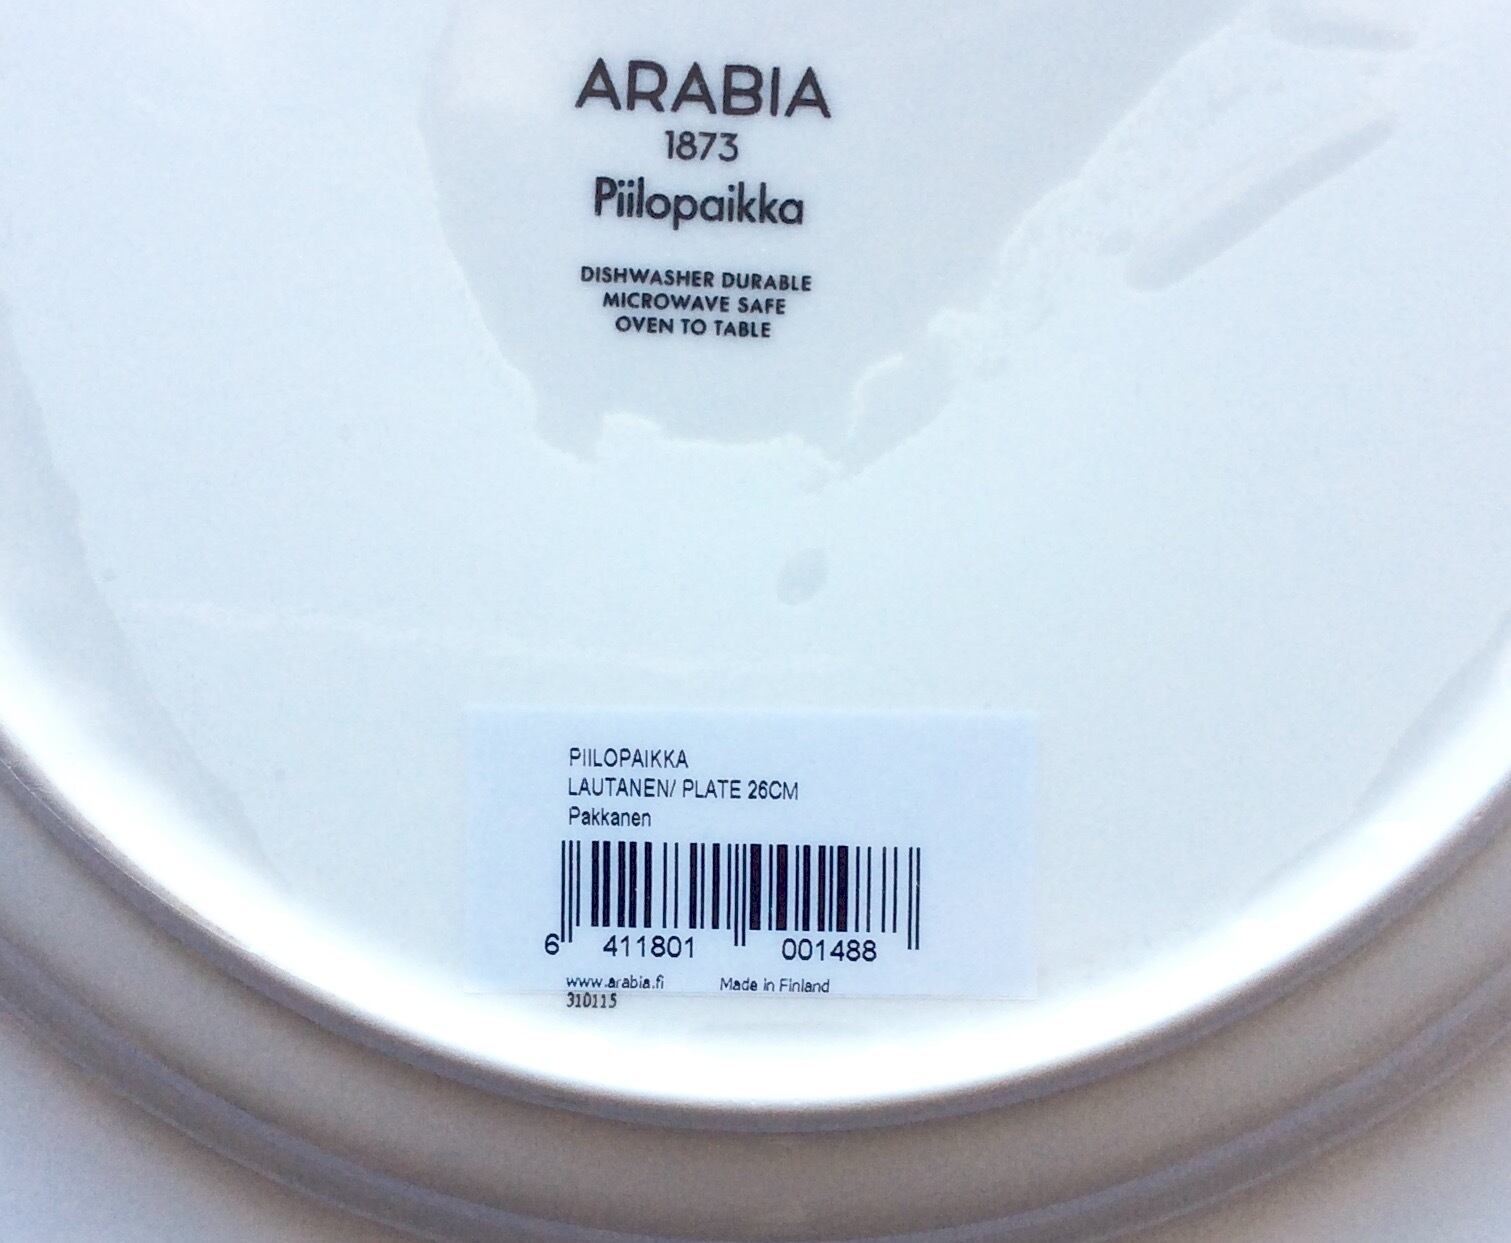 ARABIA
1873
Piilopaikka
DISHWASHER DURABLE
MICROWAVE SAFE
OVEN TO TABLE
PIILOPAIKKA
LAUTANEN/ PLATE 26CM
Pakkanen
6 411801 001488
www.arabia.fi Made in Finland
310115